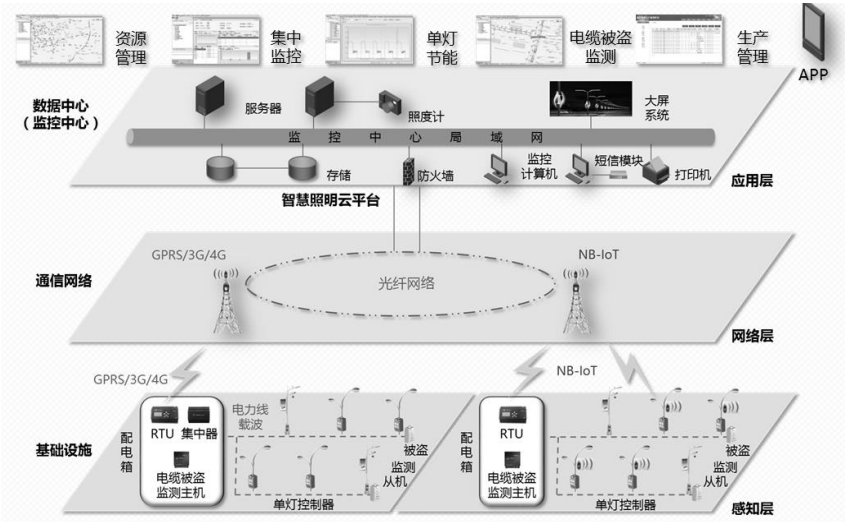 资源
管理
集中
监控
单灯
节能
电缆被盗
监测
生产
管理
APP
数据中心
（监控中心）
服务器
照度计
大屏
系统
监控中心局域网
存储
防火墙
监控
计算机
短信模块
打印机
应用层
智慧照明云平台
通信网络
GPRS/3G/4G
光纤网络
NB-IoT
网络层
GPRS/3G/4G
NB-IoT
基础设施
配电箱
RTU 集中器
电缆被盗
监测主机
电力线
载波
被盗
监测
从机
单灯控制器
配电箱
RTU
电缆被盗
监测主机
被盗
监测
从机
单灯控制器
感知层